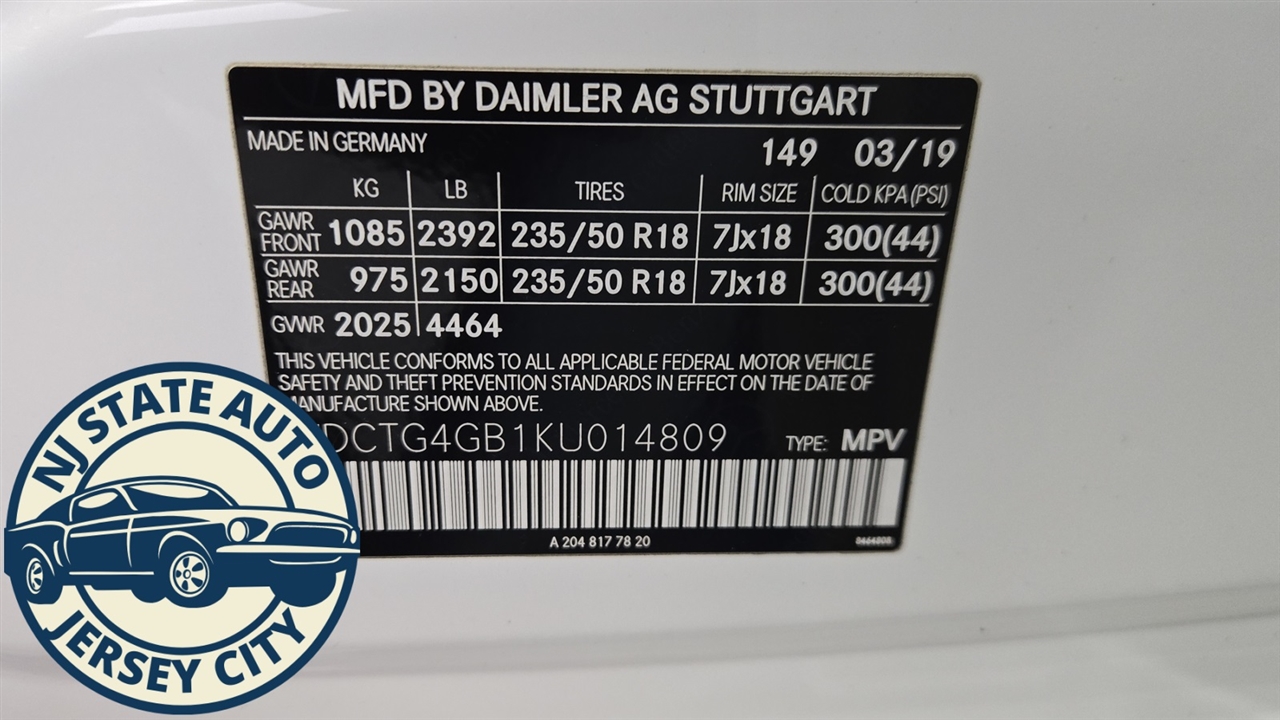 MFD BY DAIMLER AG STUTTGART
MADE IN GERMANY 149 03/19
KG LB TIRES RIM SIZE COLD KPA (PSI)
GAWR FRONT 1085 2392 235/50 R18 7Jx18 300(44)
GAWR REAR 975 2150 235/50 R18 7Jx18 300(44)
GVWR 2025 4464
THIS VEHICLE CONFORMS TO ALL APPLICABLE FEDERAL MOTOR VEHICLE
SAFETY AND THEFT PREVENTION STANDARDS IN EFFECT ON THE DATE OF
MANUFACTURE SHOWN ABOVE.
DCTG4GB1KU014809 TYPE: MPV
A 204 817 78 20
NJ STATE AUTO
JERSEY CITY